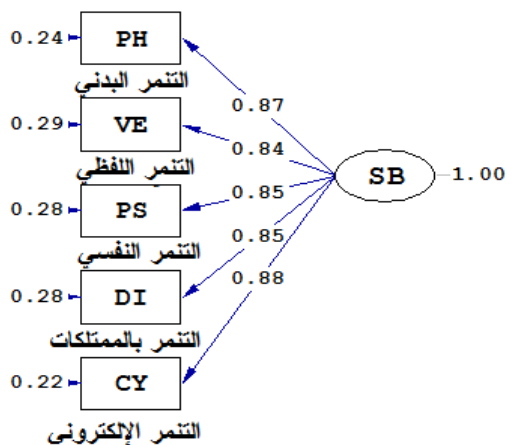 0.24 PH
التنمر البدني
0.87
0.29 VE
0.84
التنمر اللفظي
SB 1.00
0.85
0.28 PS
0.85
التنمر النفسي
0.88
0.28 DI
التنمر بالممتلكات
0.22 CY
التنمر الإلكتروني